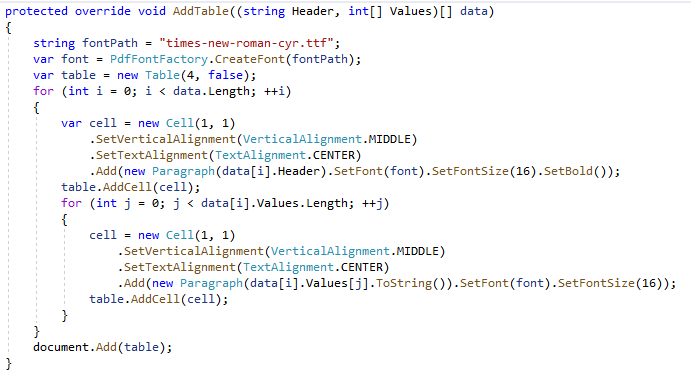 protected override void AddTable((string Header, int[] Values)[] data)
{
    string fontPath = "times-new-roman-cyr.ttf";
    var font = PdfFontFactory.CreateFont(fontPath);
    var table = new Table(4, false);
    for (int i = 0; i < data.Length; ++i)
    {
        var cell = new Cell(1, 1)
            .SetVerticalAlignment(VerticalAlignment.MIDDLE)
            .SetTextAlignment(TextAlignment.CENTER)
            .Add(new Paragraph(data[i].Header).SetFont(font).SetFontSize(16).SetBold());
        table.AddCell(cell);
        for (int j = 0; j < data[i].Values.Length; ++j)
        {
            cell = new Cell(1, 1)
                .SetVerticalAlignment(VerticalAlignment.MIDDLE)
                .SetTextAlignment(TextAlignment.CENTER)
                .Add(new Paragraph(data[i].Values[j].ToString()).SetFont(font).SetFontSize(16));
            table.AddCell(cell);
        }
    }
    document.Add(table);
}